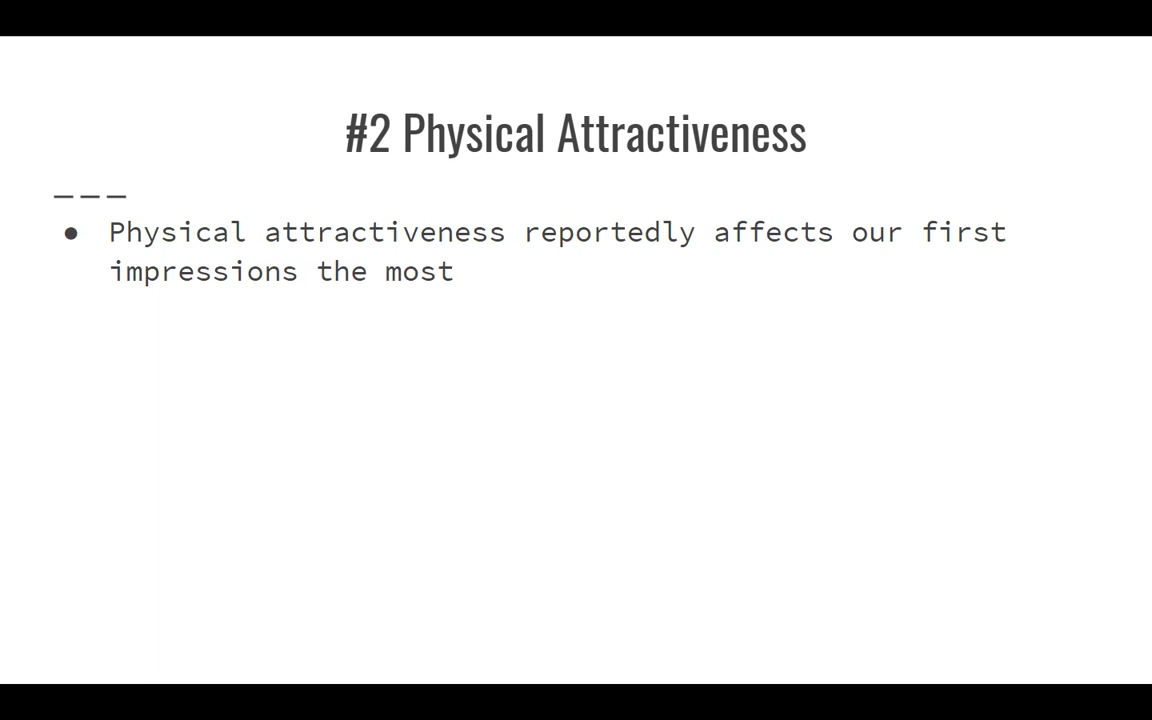 #2 Physical Attractiveness
● Physical attractiveness reportedly affects our first
impressions the most